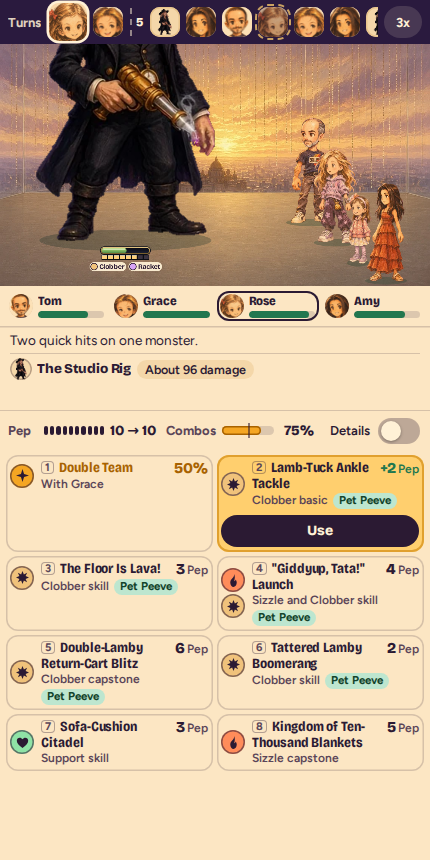 Turns
5
3x
Clobber
Racket
Tom
Grace
Rose
Amy
Two quick hits on one monster.
The Studio Rig
About 96 damage
Pep
10 → 10
Combos
75%
Details
1 Double Team
50%
With Grace
2 Lamb-Tuck Ankle
Tackle
+2 Pep
Clobber basic
Pet Peeve
Use
3 The Floor Is Lava!
3 Pep
Clobber skill
Pet Peeve
4 "Giddyup, Tata!"
Launch
4 Pep
Sizzle and Clobber skill
Pet Peeve
5 Double-Lamby
Return-Cart Blitz
6 Pep
Clobber capstone
Pet Peeve
6 Tattered Lamby
Boomerang
2 Pep
Clobber skill
Pet Peeve
7 Sofa-Cushion
Citadel
3 Pep
Support skill
8 Kingdom of Ten-
Thousand Blankets
5 Pep
Sizzle capstone